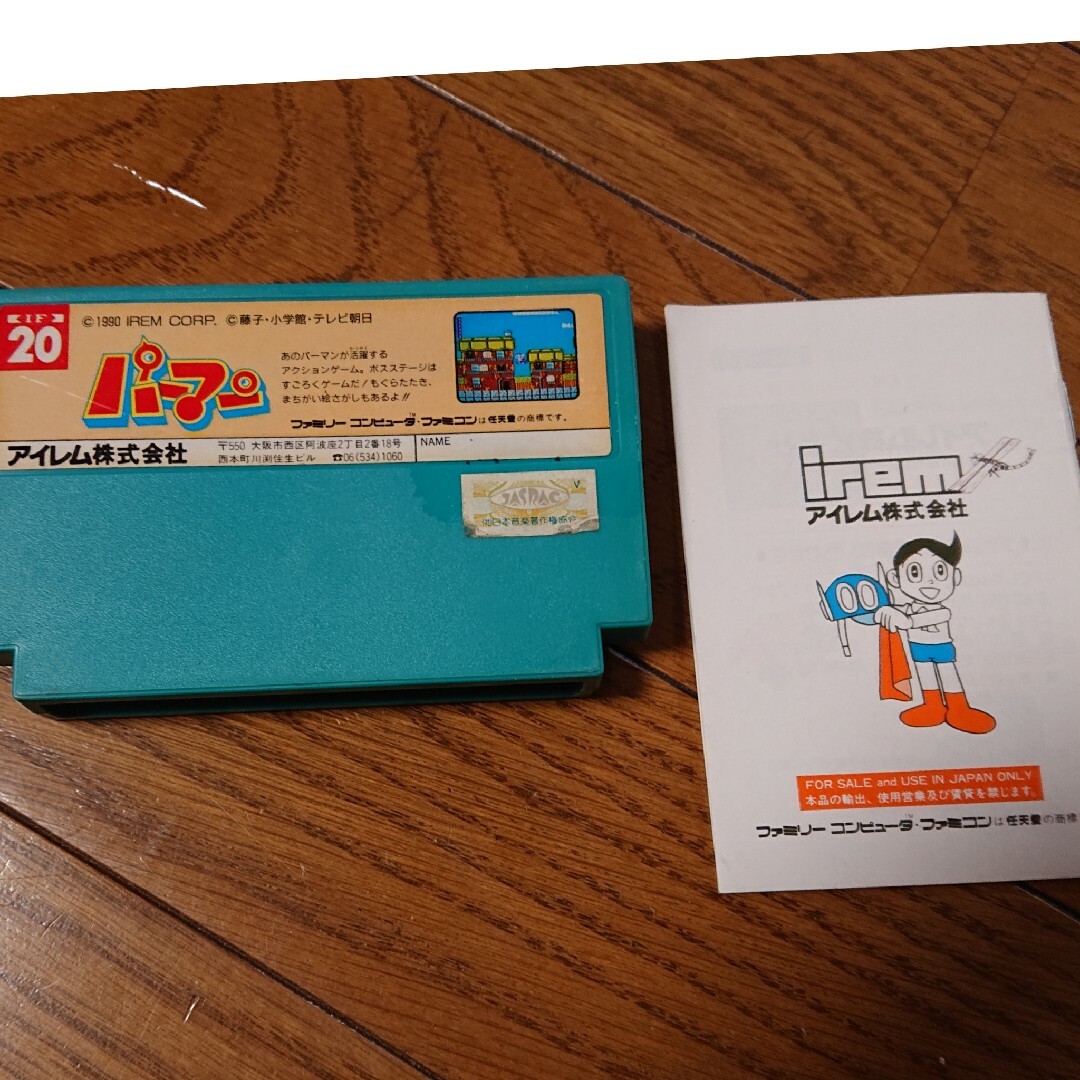 IF
20
©1990 IREM CORP. ©藤子・小学館・テレビ朝日
パーマン
あのパーマンが活躍する
アクションゲーム。ボスステージは
すごろくゲームだ!もぐらたたき、
まちがい絵さがしもあるよ!!
ファミリー コンピュータ™・ファミコンは任天堂の商標です。
アイレム株式会社
〒550 大阪市西区阿波座2丁目2番18号
西本町川渕住生ビル ☎06(534)1060
NAME
V
JASRAC
irem
アイレム株式会社
FOR SALE and USE IN JAPAN ONLY
本品の輸出、使用営業及び賃貸を禁じます。
ファミリー コンピュータ™・ファミコンは任天堂の商標